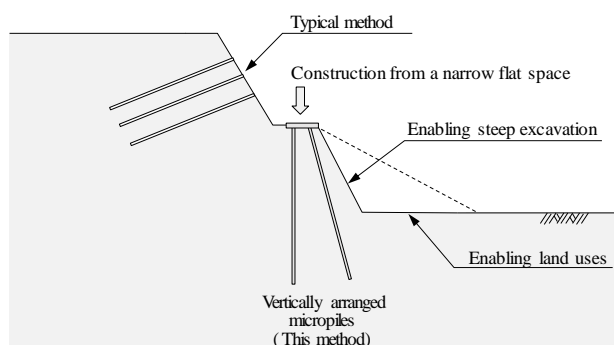 Typical method
Construction from a narrow flat space
Enabling steep excavation
Enabling land uses
Vertically arranged
micropiles
( This method)